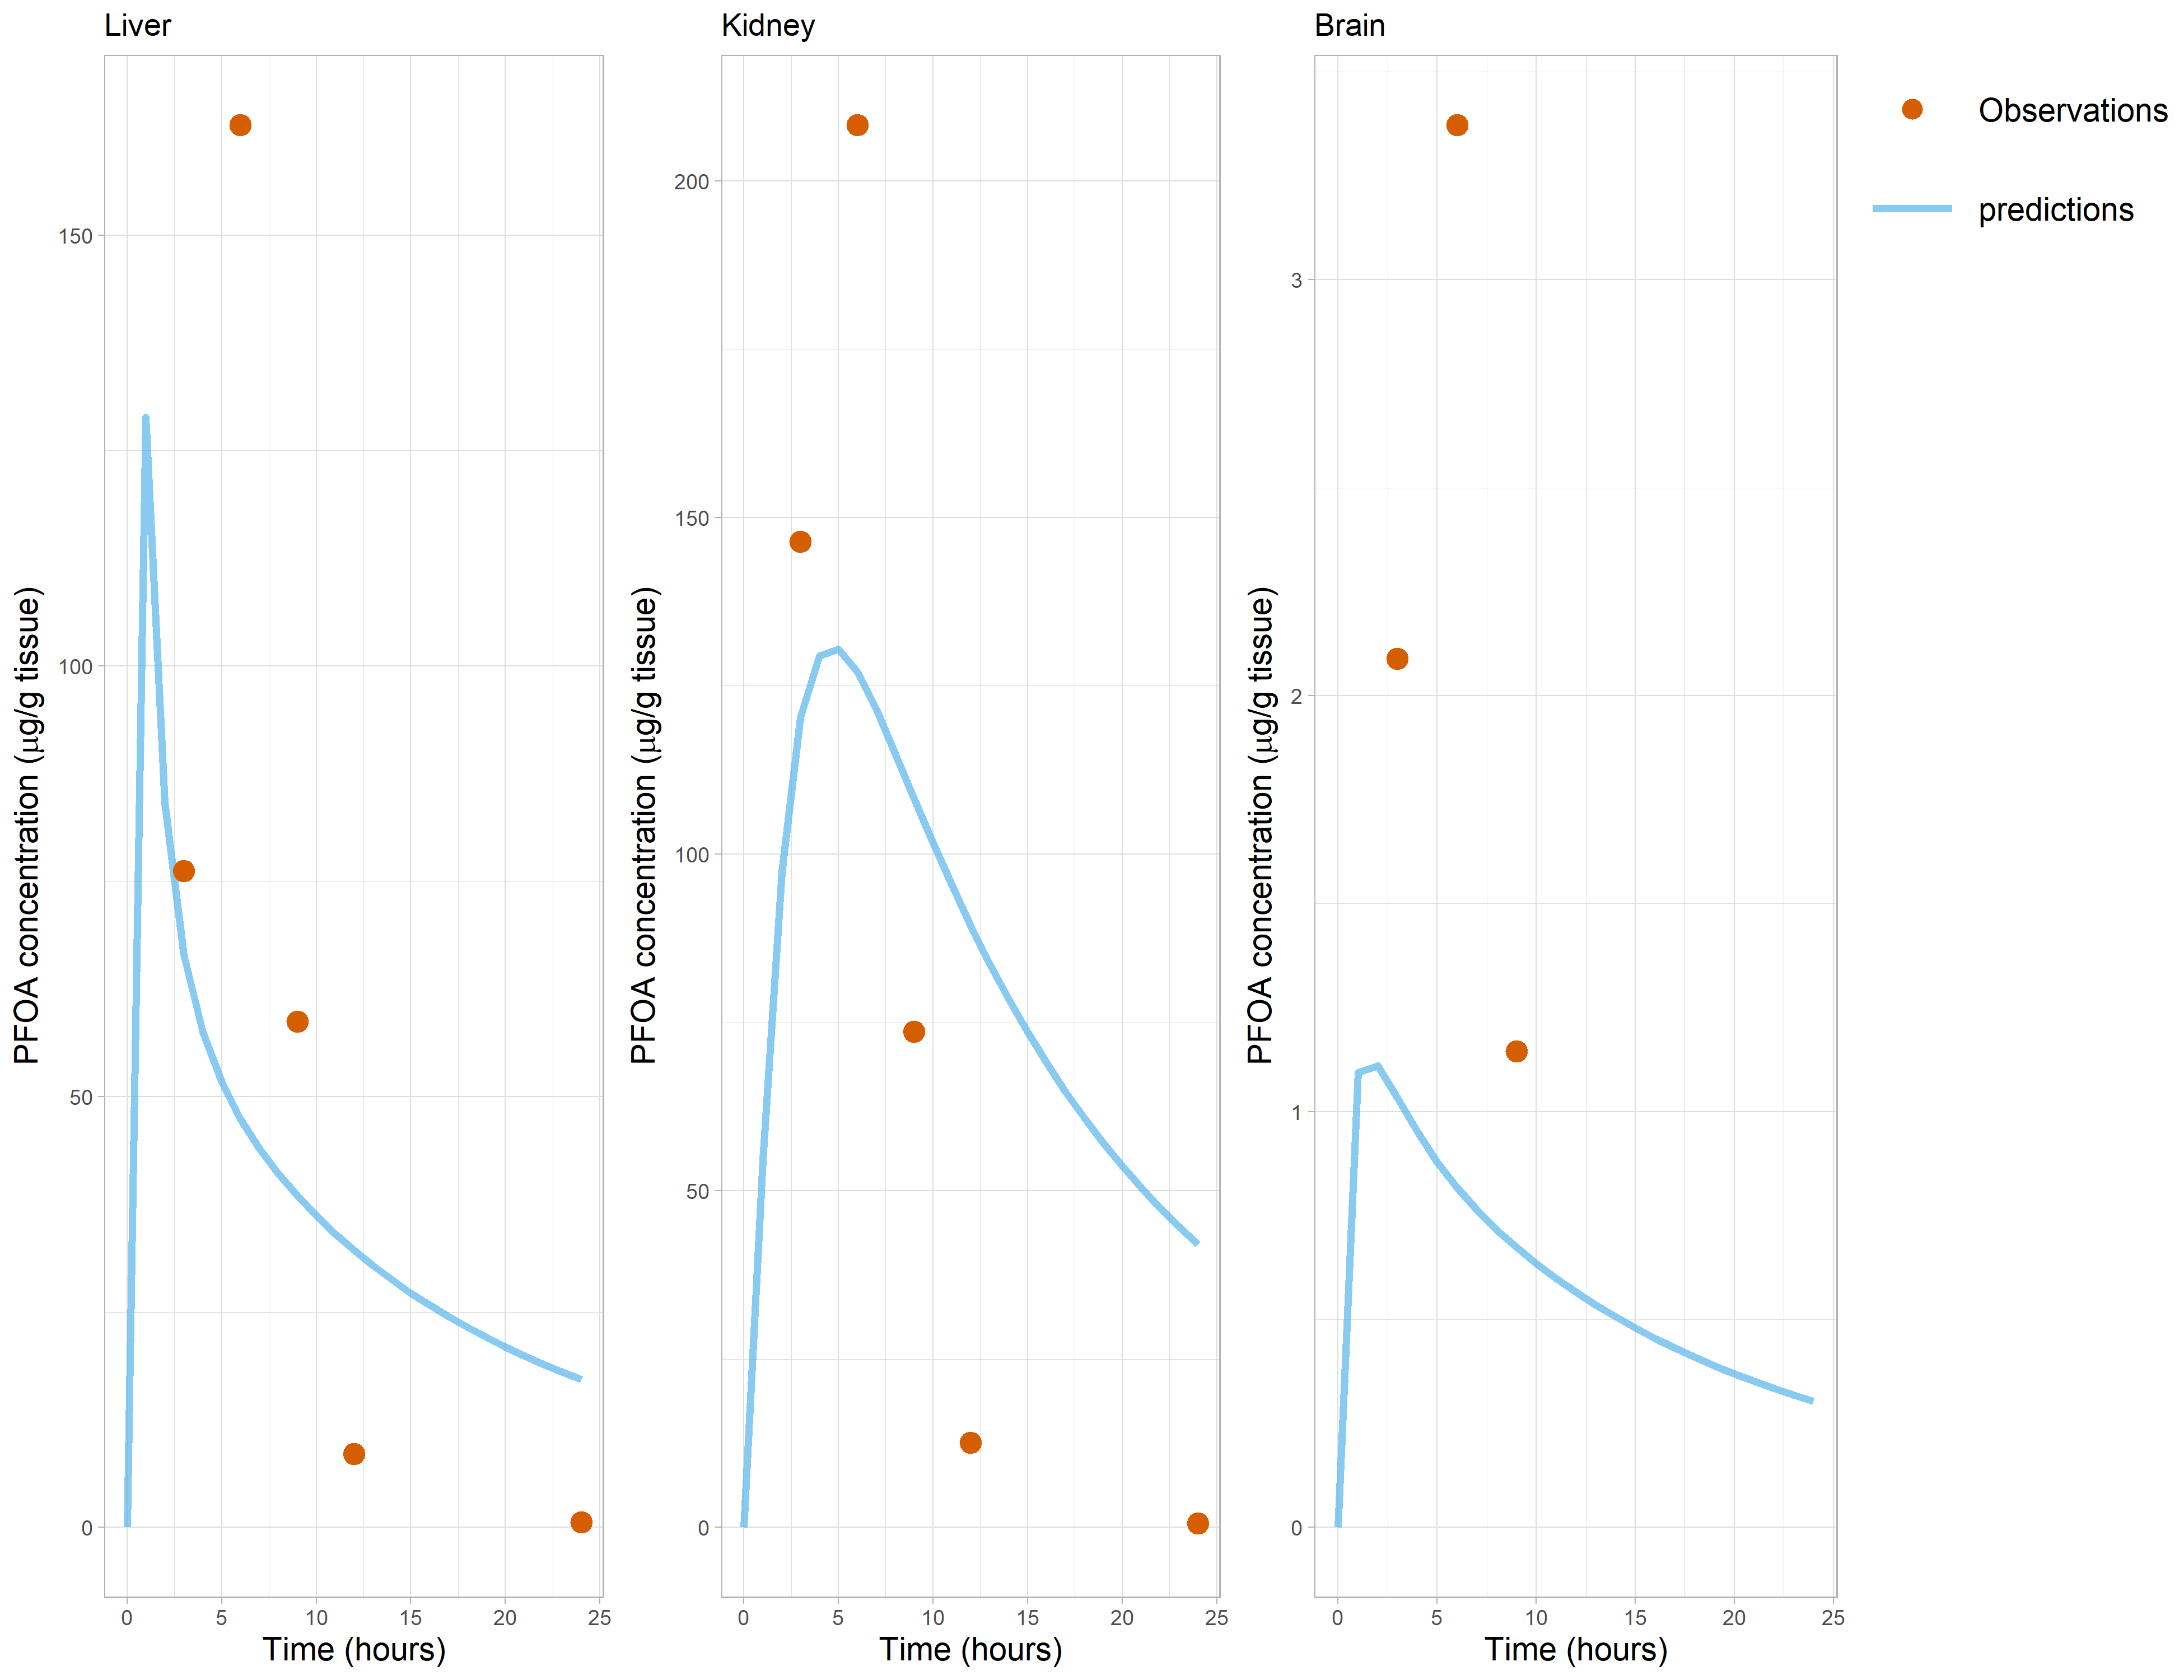 Liver
Kidney
Brain
PFOA concentration (μg/g tissue)
150
100
50
0
0 5 10 15 20 25
Time (hours)
PFOA concentration (μg/g tissue)
200
150
100
50
0
0 5 10 15 20 25
Time (hours)
PFOA concentration (μg/g tissue)
3
2
1
0
0 5 10 15 20 25
Time (hours)
Observations
predictions